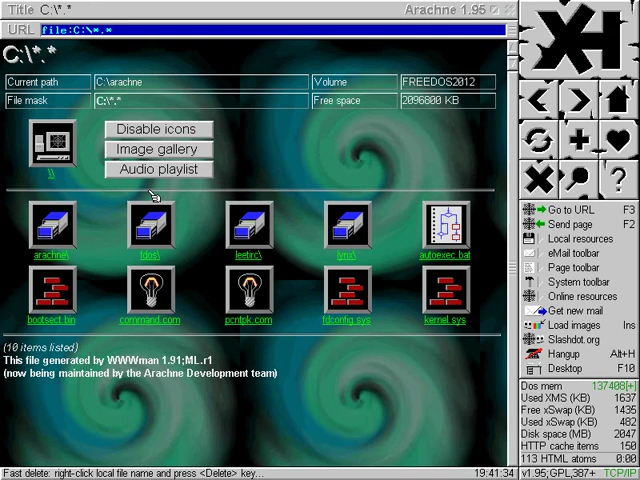 Title C:\*.*
Arachne 1.95
URL file:C:\*.*
C:\*.*
Current path C:\arachne Volume FREEDOS2012
File mask C:\*.* Free space 2096800 KB
\\
Disable icons
Image gallery
Audio playlist
arachne\ fdos\ leetirc\ lynx\ autoexec.bat
bootsect.bin command.com pcntpk.com fdconfig.sys kernel.sys
(10 items listed)
This file generated by WWWman 1.91;ML.r1
(now being maintained by the Arachne Development team)
Fast delete: right-click local file name and press <Delete> key... 19:41:34
Go to URL F3
Send page F2
Local resources
eMail toolbar
Page toolbar
System toolbar
Online resources
Get new mail
Load images Ins
Slashdot.org
Hangup Alt+H
Desktop F10
Dos mem 137408[+]
Used XMS (KB) 1637
Free xSwap (KB) 1435
Used xSwap (KB) 482
Disk space (MB) 2047
HTTP cache items 150
113 HTML atoms 0:00
v1.95;GPL,387+ TCP/IP